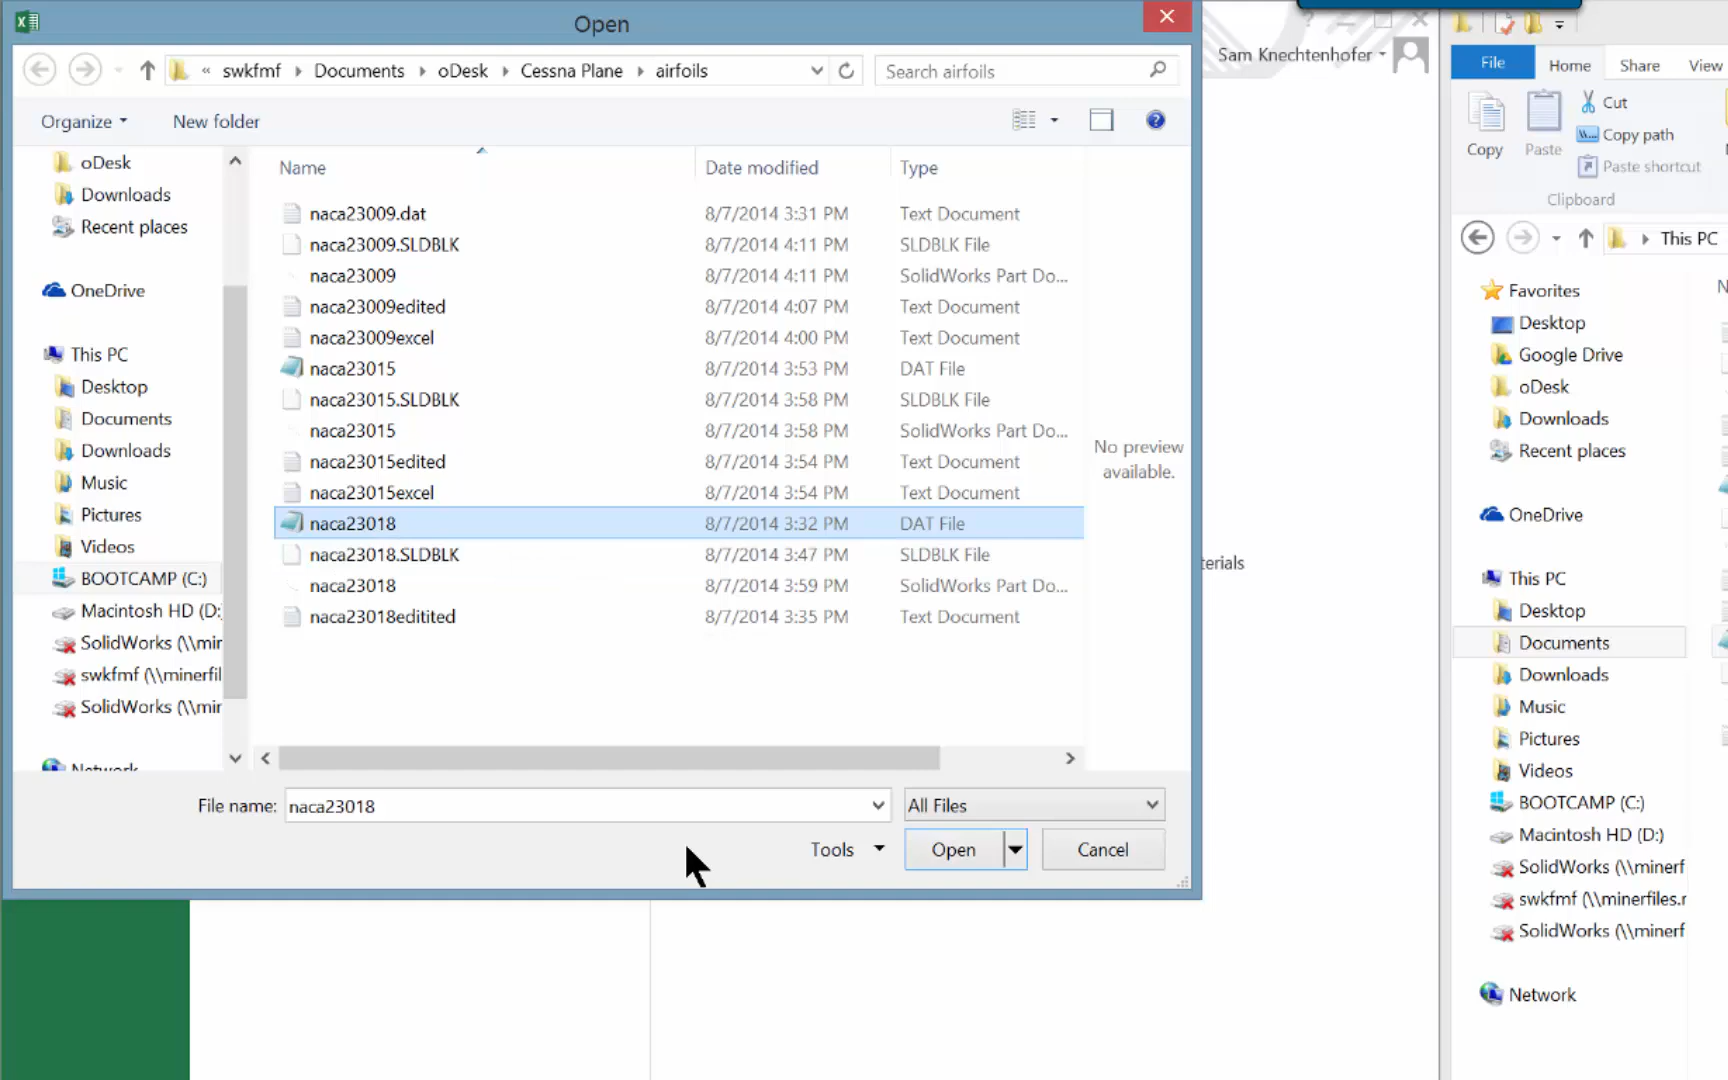 Open
« swkfmf › Documents › oDesk › Cessna Plane › airfoils
Search airfoils
Organize
New folder
oDesk
Downloads
Recent places
OneDrive
This PC
Desktop
Documents
Downloads
Music
Pictures
Videos
BOOTCAMP (C:)
Macintosh HD (D:
SolidWorks (\\mir
swkfmf (\\minerfil
SolidWorks (\\mir
Network
Name Date modified Type
naca23009.dat 8/7/2014 3:31 PM Text Document
naca23009.SLDBLK 8/7/2014 4:11 PM SLDBLK File
naca23009 8/7/2014 4:11 PM SolidWorks Part Do...
naca23009edited 8/7/2014 4:07 PM Text Document
naca23009excel 8/7/2014 4:00 PM Text Document
naca23015 8/7/2014 3:53 PM DAT File
naca23015.SLDBLK 8/7/2014 3:58 PM SLDBLK File
naca23015 8/7/2014 3:58 PM SolidWorks Part Do...
naca23015edited 8/7/2014 3:54 PM Text Document
naca23015excel 8/7/2014 3:54 PM Text Document
naca23018 8/7/2014 3:32 PM DAT File
naca23018.SLDBLK 8/7/2014 3:47 PM SLDBLK File
naca23018 8/7/2014 3:59 PM SolidWorks Part Do...
naca23018editited 8/7/2014 3:35 PM Text Document
No preview
available.
File name: naca23018
All Files
Tools
Open
Cancel
Sam Knechtenhofer
terials
File Home Share View
Copy
Paste
Cut
Copy path
Paste shortcut
Clipboard
This PC
Favorites
Desktop
Google Drive
oDesk
Downloads
Recent places
OneDrive
This PC
Desktop
Documents
Downloads
Music
Pictures
Videos
BOOTCAMP (C:)
Macintosh HD (D:)
SolidWorks (\\minerf
swkfmf (\\minerfiles.r
SolidWorks (\\minerf
Network